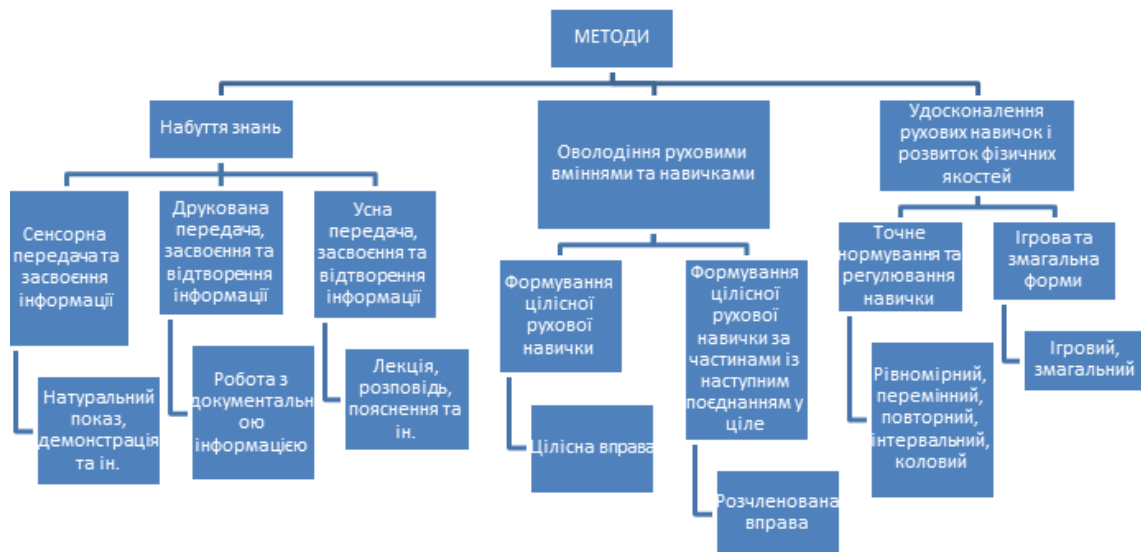 МЕТОДИ
Набуття знань
Оволодіння руховими
вміннями та навичками
Удосконалення
рухових навичок і
розвиток фізичних
якостей
Сенсорна
передача та
засвоєння
інформації
Друкована
передача,
засвоєння та
відтворення
інформації
Усна
передача,
засвоєння та
відтворення
інформації
Формування
цілісної
рухової
навички
Формування
цілісної
рухової
навички за
частинами із
наступним
поєднанням у
ціле
Точне
нормування та
регулювання
навички
Ігрова та
змагальна
форми
Натуральний
показ,
демонстрація
та ін.
Робота з
документальн
ою
інформацією
Лекція,
розповідь,
пояснення та
ін.
Цілісна вправа
Розчленована
вправа
Рівномірний,
перемінний,
повторний,
інтервальний,
коловий
Ігровий,
змагальний